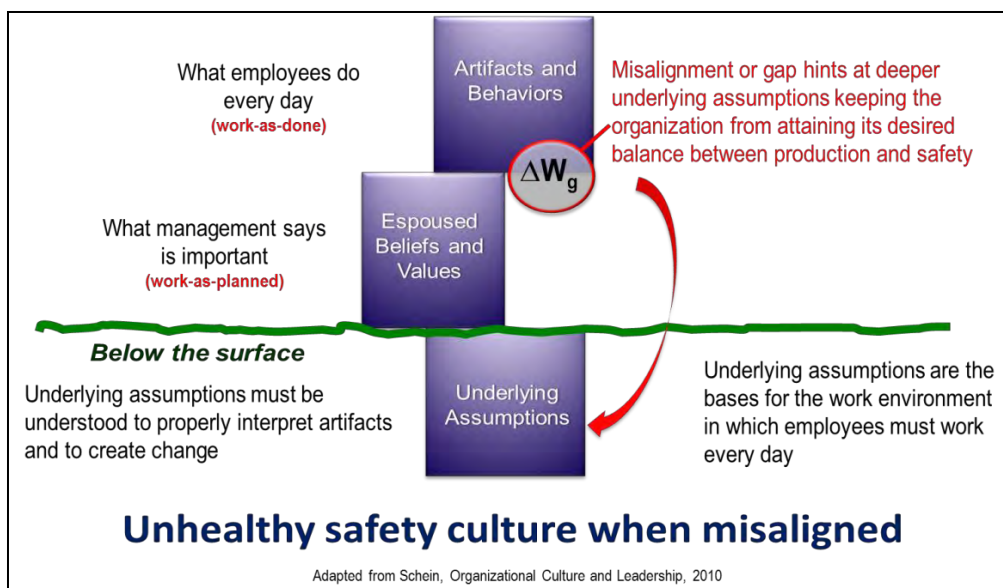 What employees do
every day
(work-as-done)
Artifacts and
Behaviors
Misalignment or gap hints at deeper
underlying assumptions keeping the
organization from attaining its desired
balance between production and safety
ΔWg
What management says
is important
(work-as-planned)
Espoused
Beliefs and
Values
Below the surface
Underlying assumptions must be
understood to properly interpret artifacts
and to create change
Underlying
Assumptions
Underlying assumptions are the
bases for the work environment
in which employees must work
every day
Unhealthy safety culture when misaligned
Adapted from Schein, Organizational Culture and Leadership, 2010